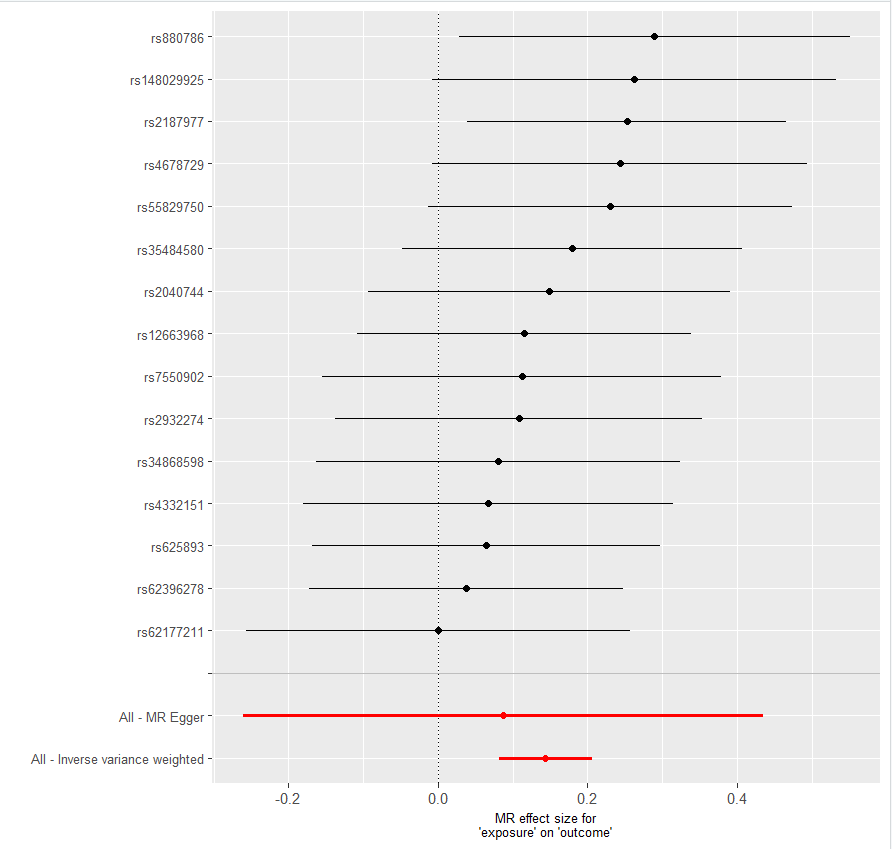 rs880786
rs148029925
rs2187977
rs4678729
rs55829750
rs35484580
rs2040744
rs12663968
rs7550902
rs2932274
rs34868598
rs4332151
rs625893
rs62396278
rs62177211
All - MR Egger
All - Inverse variance weighted
-0.2 0.0 0.2 0.4
MR effect size for
'exposure' on 'outcome'